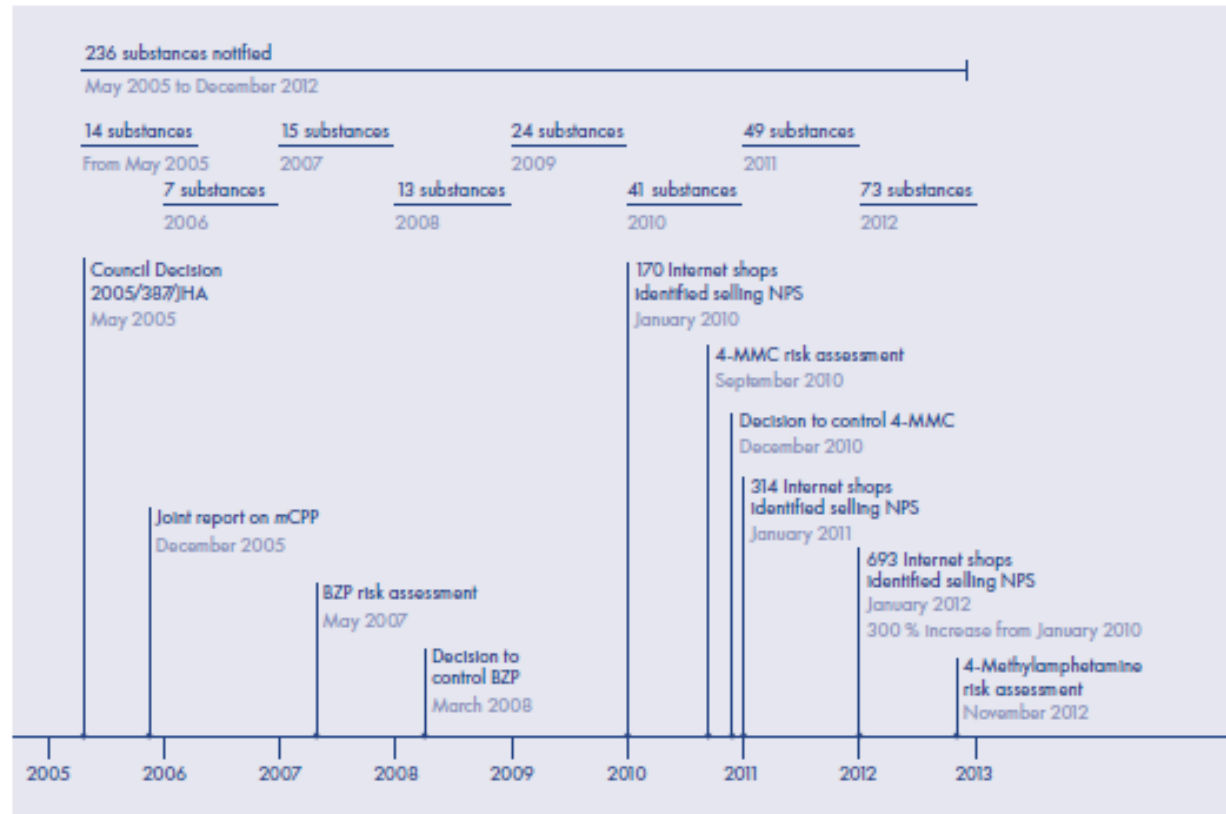 236 substances notified
May 2005 to December 2012
14 substances
From May 2005
15 substances
2007
24 substances
2009
49 substances
2011
7 substances
2006
13 substances
2008
41 substances
2010
73 substances
2012
Council Decision
2005/387/JHA
May 2005
170 Internet shops
identified selling NPS
January 2010
4-MMC risk assessment
September 2010
Decision to control 4-MMC
December 2010
314 Internet shops
identified selling NPS
January 2011
Joint report on mCPP
December 2005
693 Internet shops
identified selling NPS
January 2012
300 % increase from January 2010
BZP risk assessment
May 2007
Decision to
control BZP
March 2008
4-Methylamphetamine
risk assessment
November 2012
2005 2006 2007 2008 2009 2010 2011 2012 2013